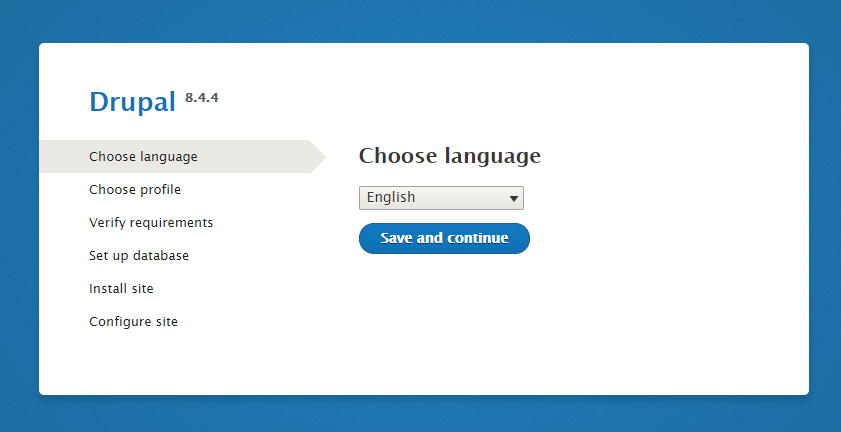 Drupal 8.4.4
Choose language
Choose profile
Verify requirements
Set up database
Install site
Configure site
Choose language
English
Save and continue